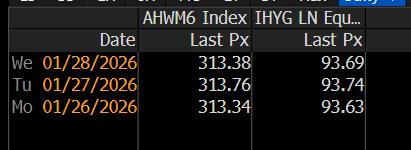 AHWM6 Index IHYG LN Equ...
Date Last Px Last Px
We 01/28/2026 313.38 93.69
Tu 01/27/2026 313.76 93.74
Mo 01/26/2026 313.34 93.63